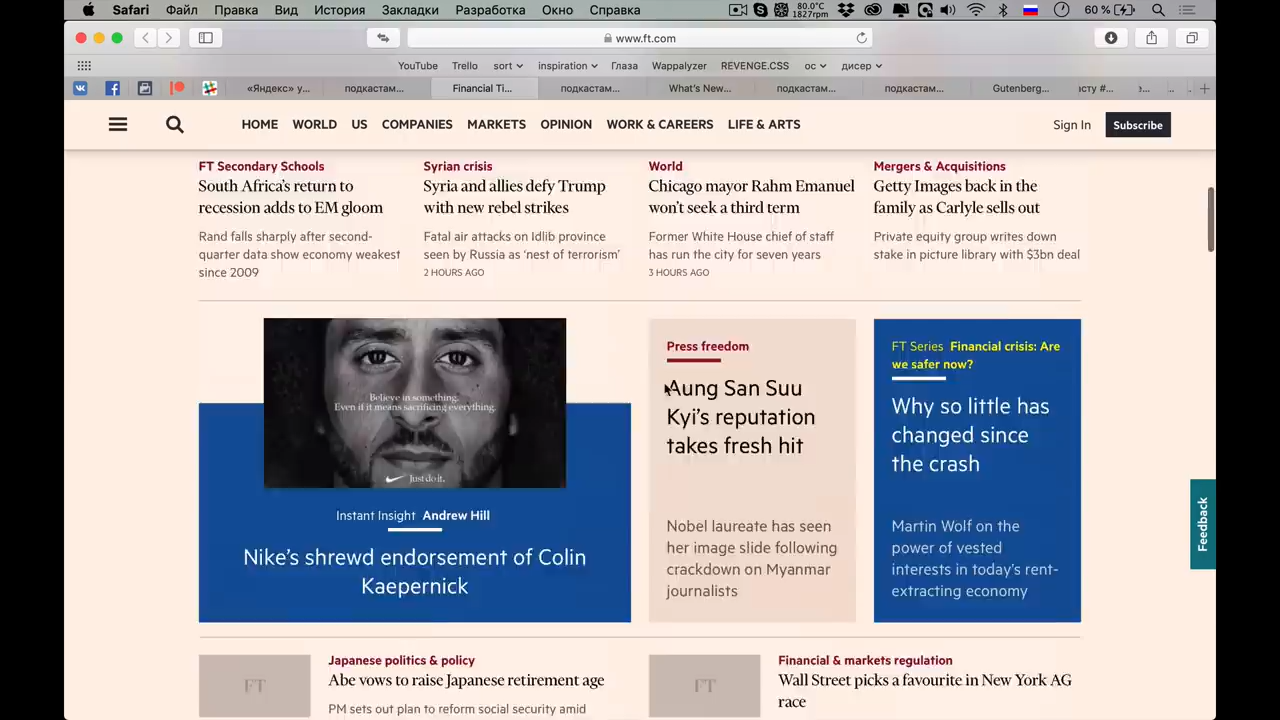 Safari Файл Правка Вид История Закладки Разработка Окно Справка 80.0°C 1827rpm 60 %
www.ft.com
YouTube Trello sort inspiration Глаза Wappalyzer REVENGE.CSS ос дисер
«Яндекс» у... подкастам... Financial Ti... подкастам... What's New... подкастам... подкастам... Gutenberg... асту #...
HOME WORLD US COMPANIES MARKETS OPINION WORK & CAREERS LIFE & ARTS Sign In Subscribe
FT Secondary Schools
South Africa's return to
recession adds to EM gloom
Rand falls sharply after second-
quarter data show economy weakest
since 2009
Syrian crisis
Syria and allies defy Trump
with new rebel strikes
Fatal air attacks on Idlib province
seen by Russia as 'nest of terrorism'
2 HOURS AGO
World
Chicago mayor Rahm Emanuel
won't seek a third term
Former White House chief of staff
has run the city for seven years
3 HOURS AGO
Mergers & Acquisitions
Getty Images back in the
family as Carlyle sells out
Private equity group writes down
stake in picture library with $3bn deal
Believe in something.
Even if it means sacrificing everything.
Just do it.
Instant Insight Andrew Hill
Nike's shrewd endorsement of Colin
Kaepernick
Press freedom
Aung San Suu
Kyi's reputation
takes fresh hit
Nobel laureate has seen
her image slide following
crackdown on Myanmar
journalists
FT Series Financial crisis: Are
we safer now?
Why so little has
changed since
the crash
Martin Wolf on the
power of vested
interests in today's rent-
extracting economy
Feedback
FT
Japanese politics & policy
Abe vows to raise Japanese retirement age
PM sets out plan to reform social security amid
FT
Financial & markets regulation
Wall Street picks a favourite in New York AG
race